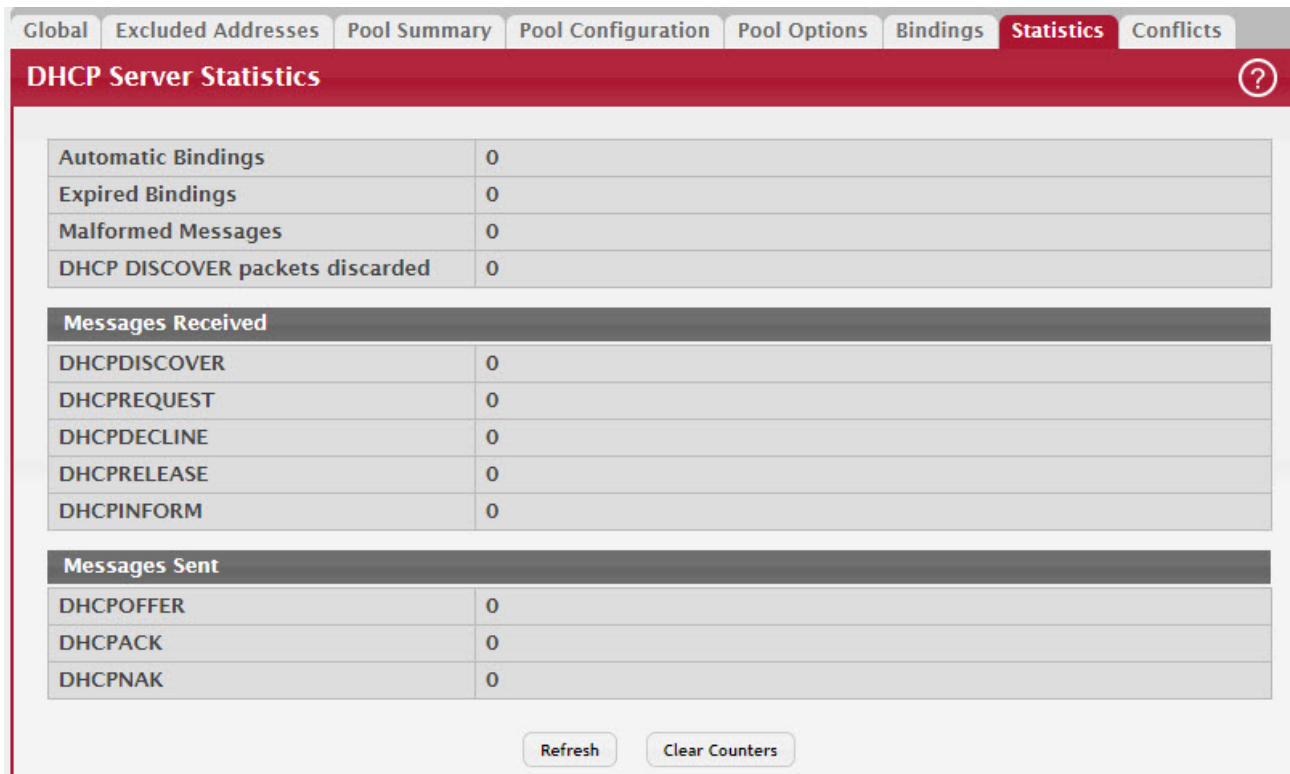 Global Excluded Addresses Pool Summary Pool Configuration Pool Options Bindings Statistics Conflicts
DHCP Server Statistics ?
Automatic Bindings 0
Expired Bindings 0
Malformed Messages 0
DHCP DISCOVER packets discarded 0
Messages Received
DHCPDISCOVER 0
DHCPREQUEST 0
DHCPDECLINE 0
DHCPRELEASE 0
DHCPINFORM 0
Messages Sent
DHCPOFFER 0
DHCPACK 0
DHCPNAK 0
Refresh Clear Counters